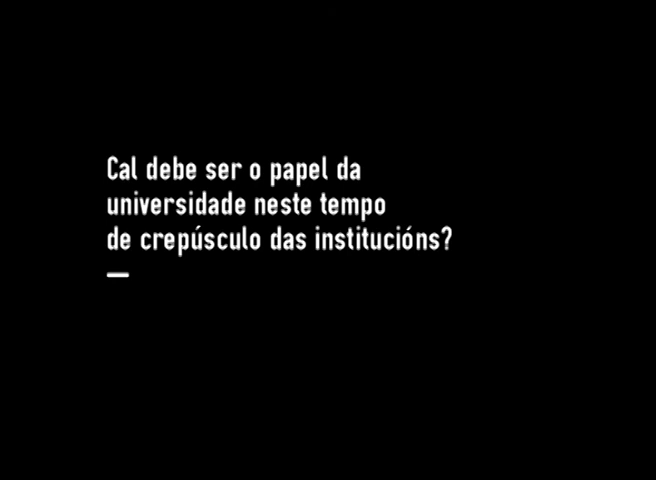 Cal debe ser o papel da
universidade neste tempo
de crepúsculo das institucións?